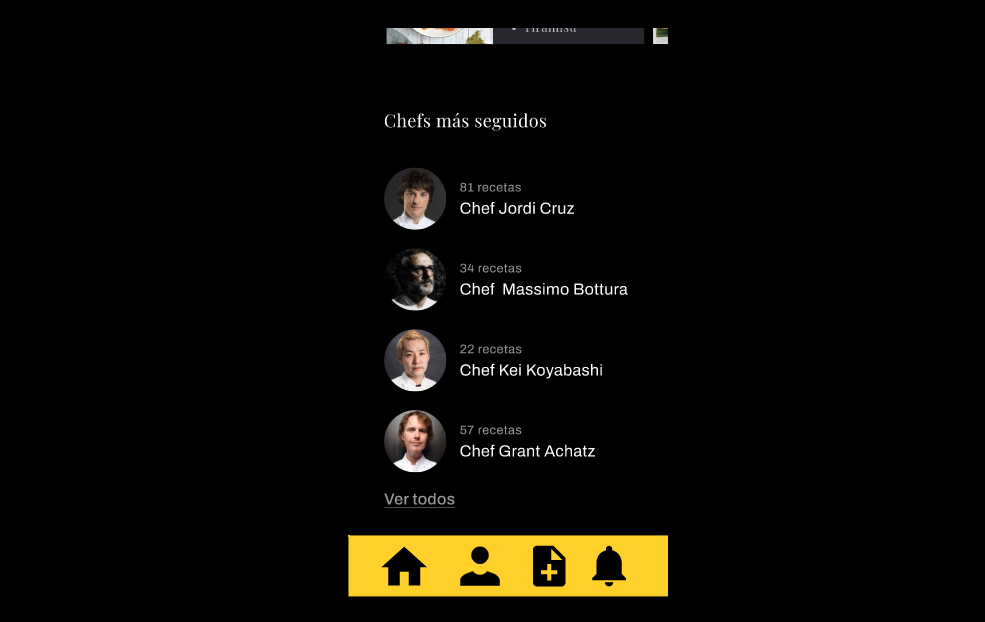 • Tiramisú
Chefs más seguidos
81 recetas
Chef Jordi Cruz
34 recetas
Chef  Massimo Bottura
22 recetas
Chef Kei Koyabashi
57 recetas
Chef Grant Achatz
Ver todos